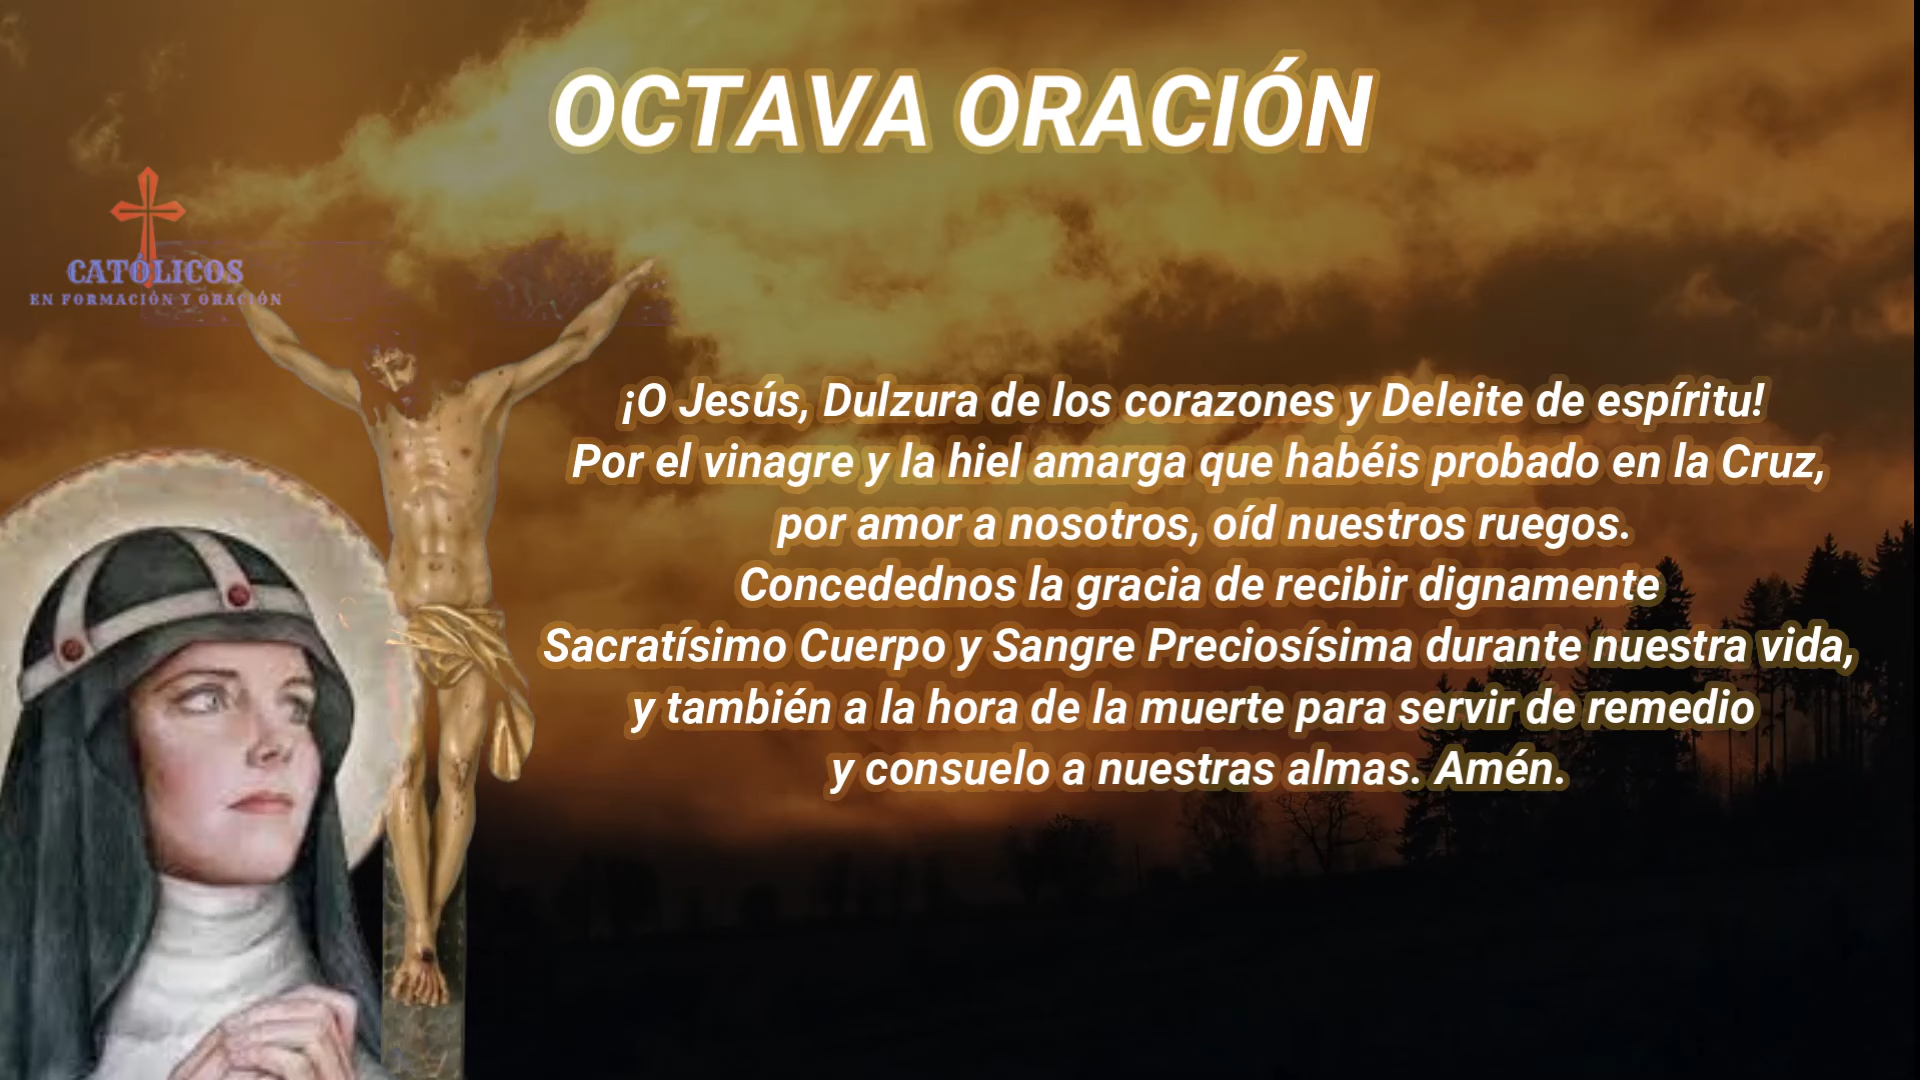 OCTAVA ORACIÓN
CATÓLICOS
EN FORMACIÓN Y ORACIÓN
¡O Jesús, Dulzura de los corazones y Deleite de espíritu!
Por el vinagre y la hiel amarga que habéis probado en la Cruz,
por amor a nosotros, oíd nuestros ruegos.
Concedednos la gracia de recibir dignamente
Sacratísimo Cuerpo y Sangre Preciosísima durante nuestra vida,
y también a la hora de la muerte para servir de remedio
y consuelo a nuestras almas. Amén.